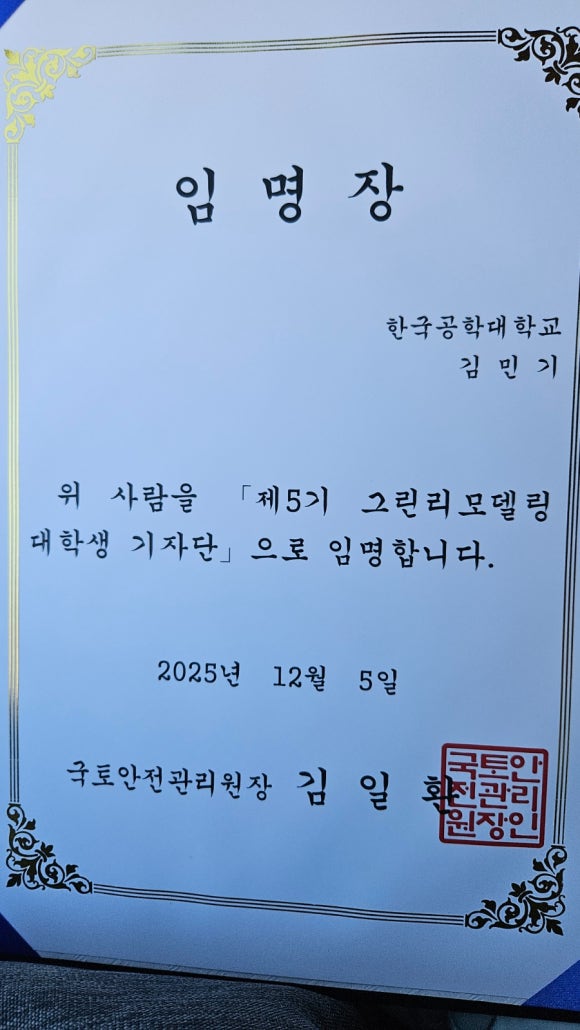 임 명 장
한국공학대학교
김 민 기
위 사람을 「제5기 그린리모델링
대학생 기자단」으로 임명합니다.
2025년 12월 5일
국토안전관리원장 김 일 환
국토안
전관리
원장인